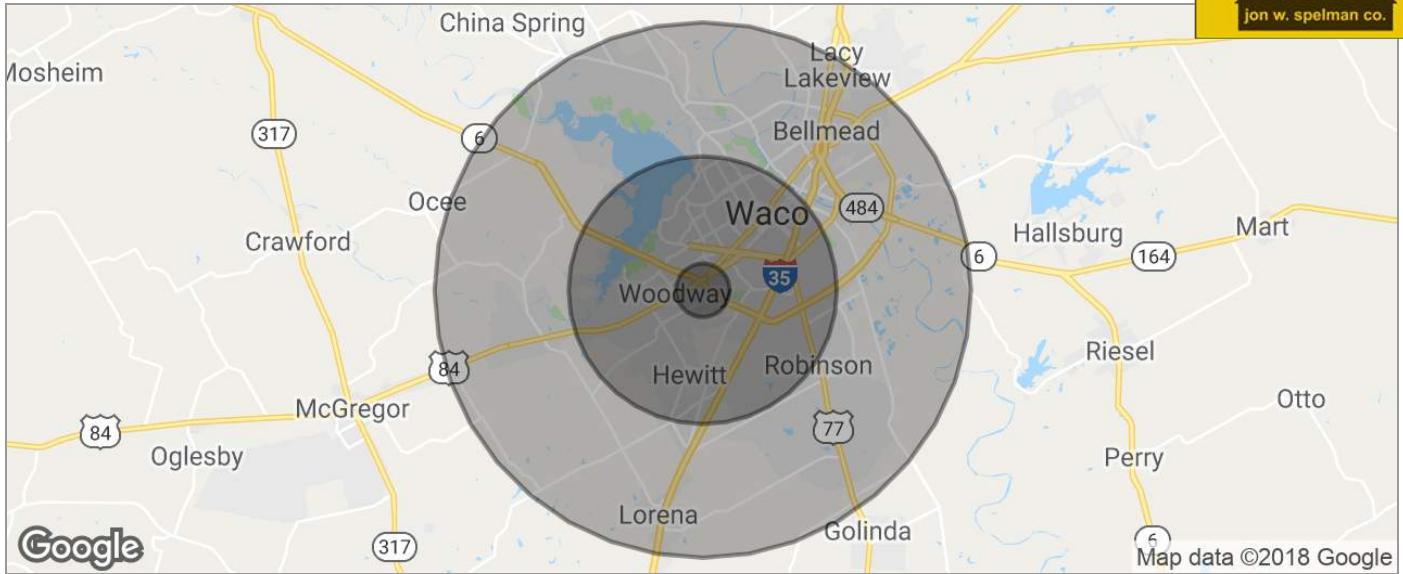 jon w. spelman co.
China Spring
Lacy
Lakeview
Mosheim
317
6
Bellmead
Ocee
Waco
484
Crawford
Hallsburg
Mart
6
164
35
Woodway
Riesel
84
Hewitt
Robinson
McGregor
Otto
84
77
Oglesby
Perry
Lorena
Golinda
317
6
Google
Map data ©2018 Google